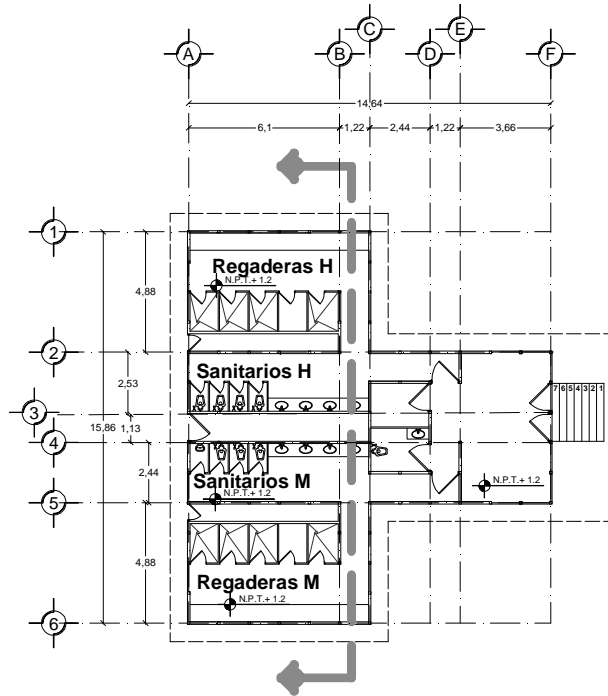 C
E
A
B
D
F
14,64
6,1
1,22
2,44
1,22
3,66
1
Regaderas H
N.P.T.+ 1.2
4,88
2
Sanitarios H
2,53
7 6 5 4 3 2 1
3
15,86
1,13
4
2,44
Sanitarios M
N.P.T.+ 1.2
N.P.T.+ 1.2
5
4,88
Regaderas M
N.P.T.+ 1.2
6